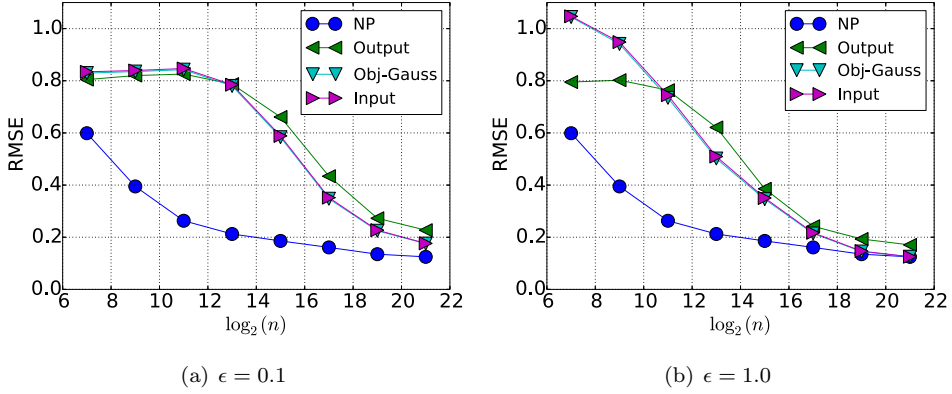 1.0
0.8
0.6
0.4
0.2
0.0
RMSE
6 8 10 12 14 16 18 20 22
log₂(n)
NP
Output
Obj-Gauss
Input
(a) ϵ = 0.1
1.0
0.8
0.6
0.4
0.2
0.0
RMSE
6 8 10 12 14 16 18 20 22
log₂(n)
NP
Output
Obj-Gauss
Input
(b) ϵ = 1.0